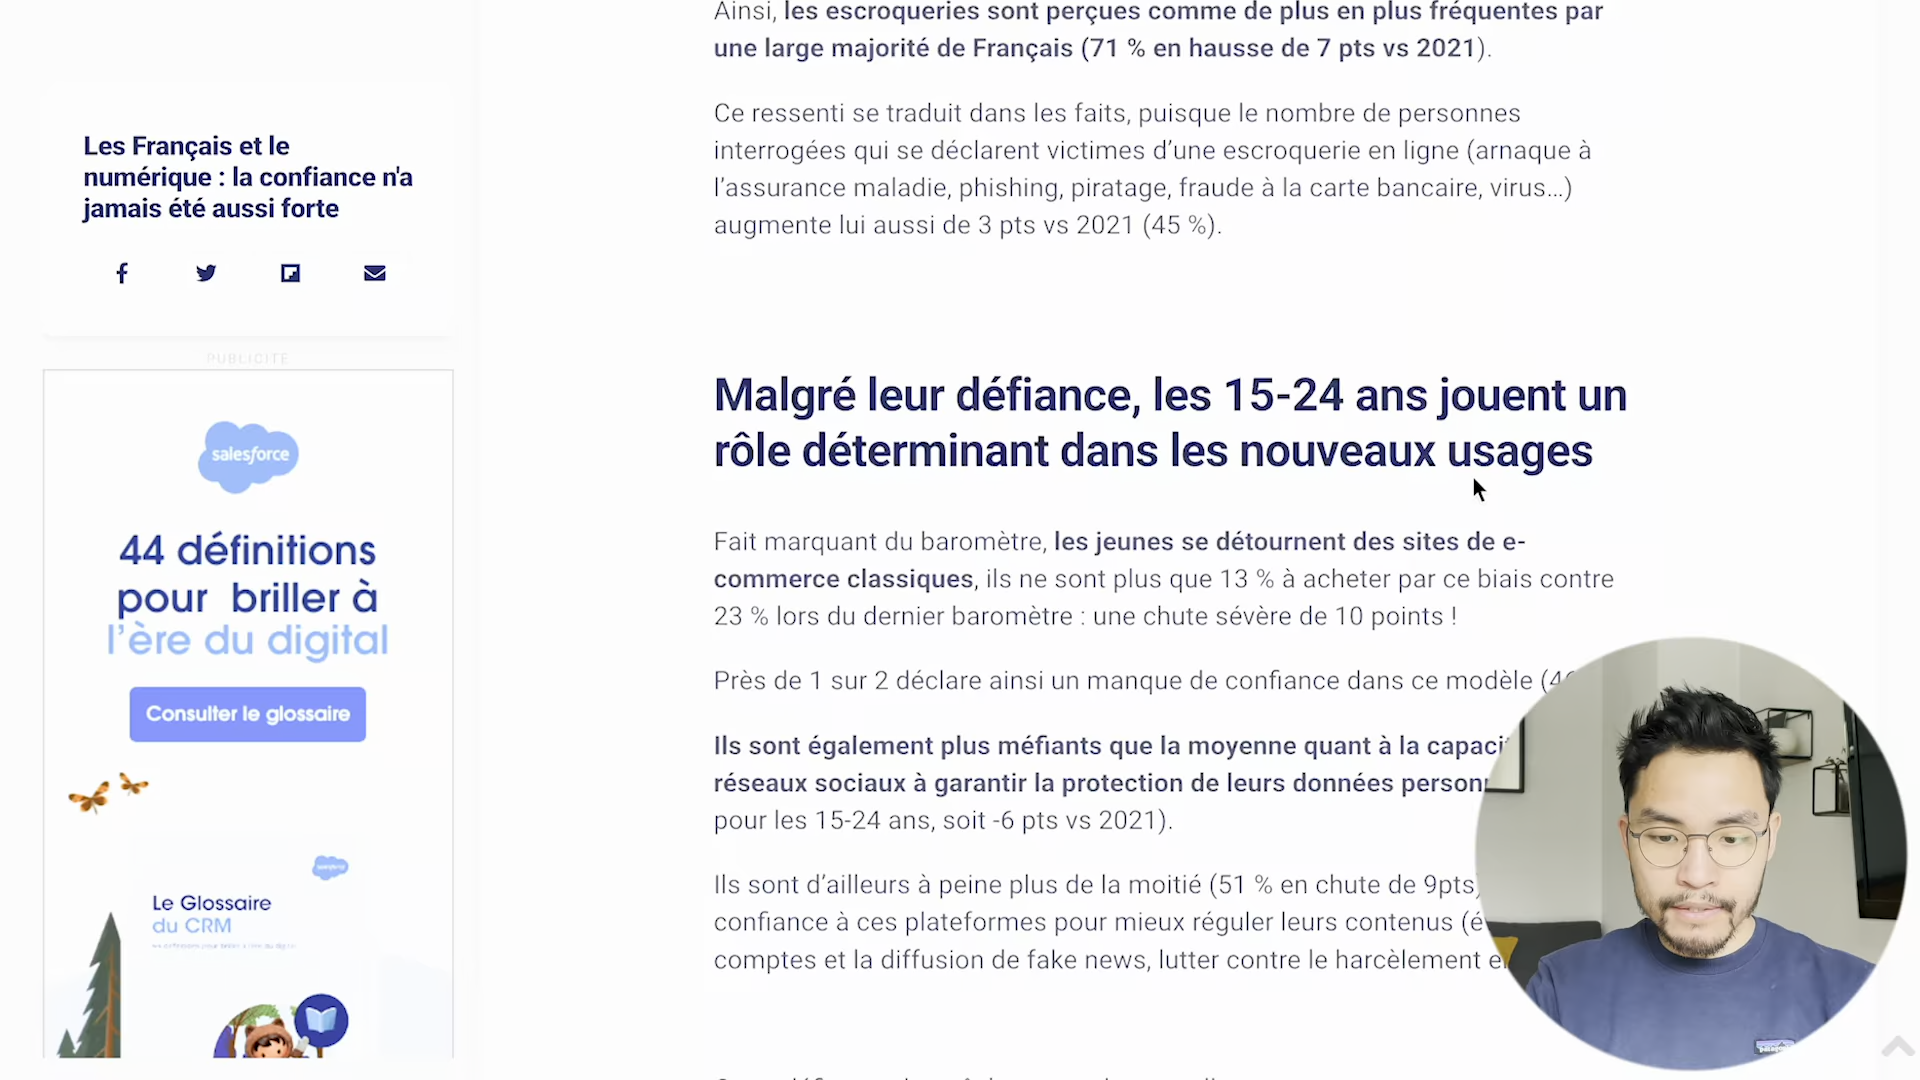 Ainsi, les escroqueries sont perçues comme de plus en plus fréquentes par
une large majorité de Français (71 % en hausse de 7 pts vs 2021).
Ce ressenti se traduit dans les faits, puisque le nombre de personnes
interrogées qui se déclarent victimes d’une escroquerie en ligne (arnaque à
l’assurance maladie, phishing, piratage, fraude à la carte bancaire, virus…)
augmente lui aussi de 3 pts vs 2021 (45 %).
Les Français et le
numérique : la confiance n'a
jamais été aussi forte
PUBLICITÉ
salesforce
44 définitions
pour briller à
l’ère du digital
Consulter le glossaire
Le Glossaire
du CRM
Malgré leur défiance, les 15-24 ans jouent un
rôle déterminant dans les nouveaux usages
Fait marquant du baromètre, les jeunes se détournent des sites de e-
commerce classiques, ils ne sont plus que 13 % à acheter par ce biais contre
23 % lors du dernier baromètre : une chute sévère de 10 points !
Près de 1 sur 2 déclare ainsi un manque de confiance dans ce modèle
Ils sont également plus méfiants que la moyenne quant à la
réseaux sociaux à garantir la protection de leurs données
pour les 15-24 ans, soit -6 pts vs 2021).
Ils sont d’ailleurs à peine plus de la moitié (51 % en chute de 9pts)
confiance à ces plateformes pour mieux réguler leurs contenus
comptes et la diffusion de fake news, lutter contre le harcèlement